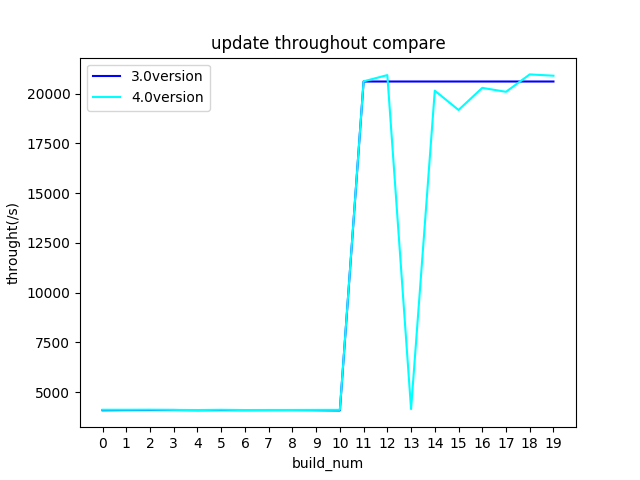 update throughout compare
3.0version
4.0version
throught(/s)
20000
17500
15000
12500
10000
7500
5000
0 1 2 3 4 5 6 7 8 9 10 11 12 13 14 15 16 17 18 19
build_num